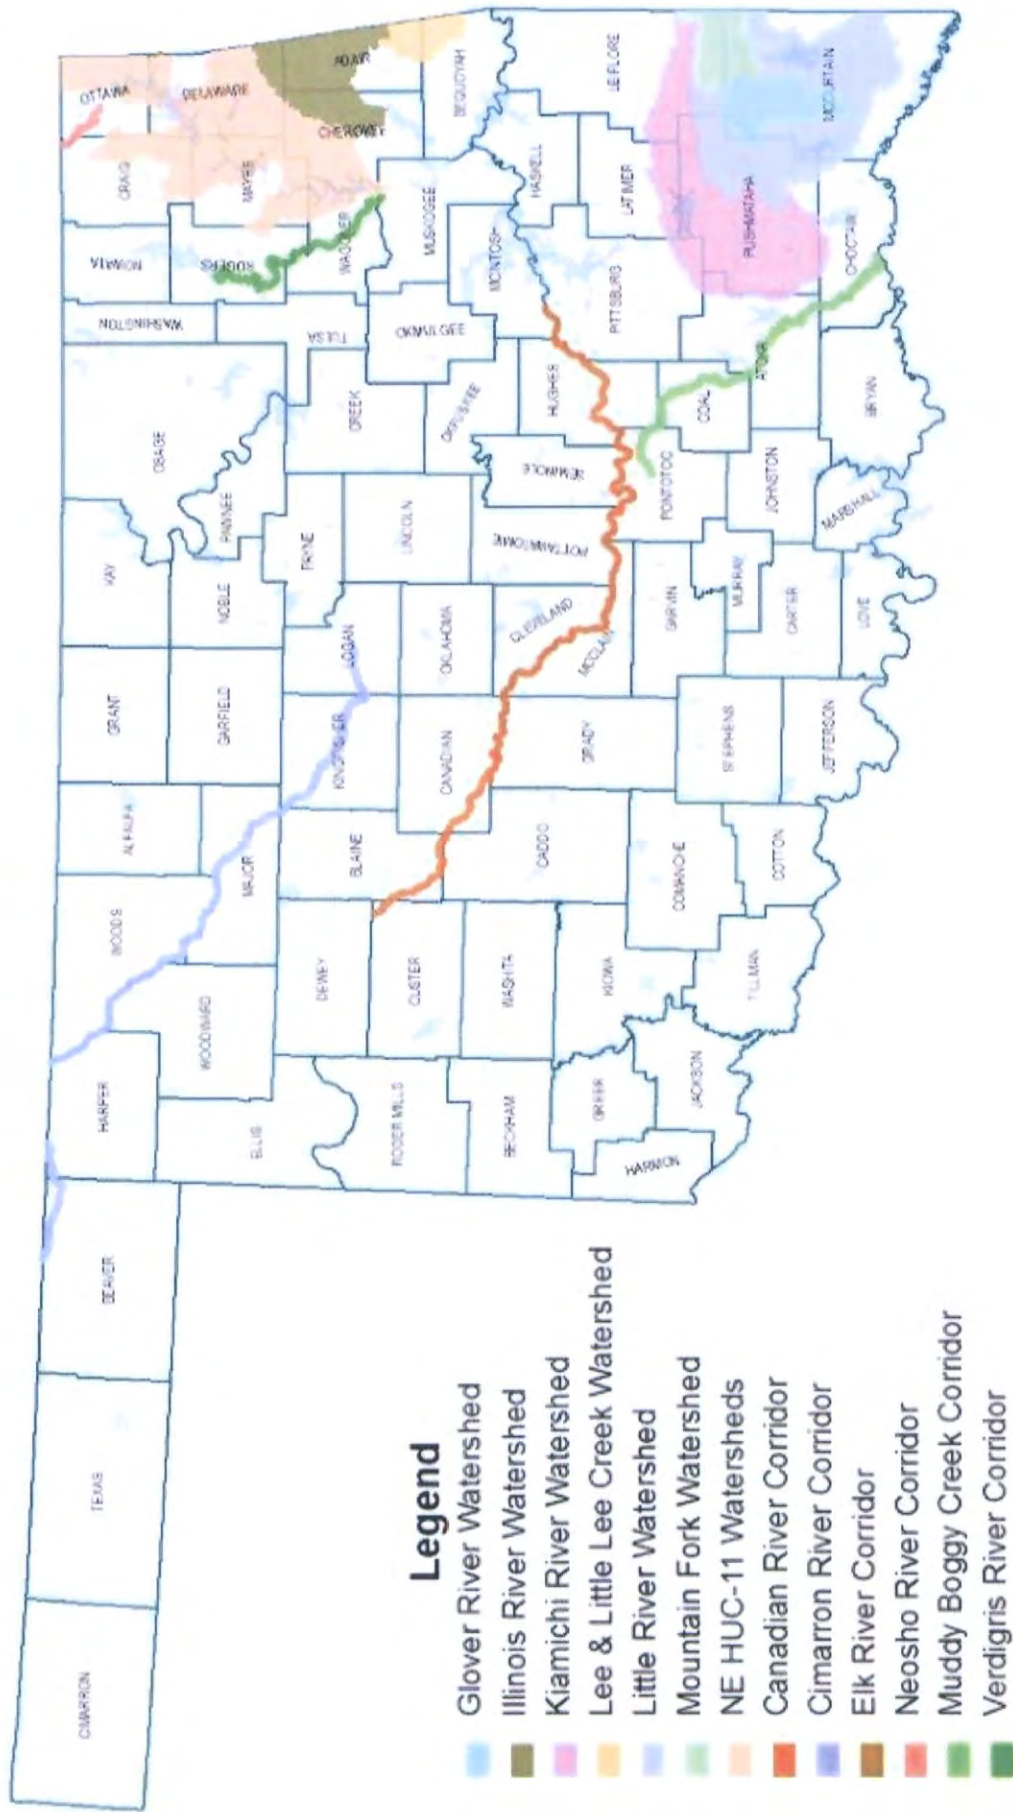 CIMARRON
TEXAS
BEAVER
HARPER
WOODS
ALFALFA
GRANT
KAY
OSAGE
WASHINGTON
NOWATA
CRAIG
OTTAWA
ELLIS
WOODWARD
MAJOR
GARFIELD
NOBLE
PAWNEE
ROGERS
MAYES
DELAWARE
ROGER MILLS
DEWEY
BLAINE
KINGFISHER
LOGAN
PAYNE
CREEK
TULSA
WAGONER
CHEROKEE
ADAIR
CUSTER
CANADIAN
OKLAHOMA
LINCOLN
OKFUSKEE
OKMULGEE
MUSKOGEE
SEQUOYAH
BECKHAM
WASHITA
CADDO
GRADY
MCCLAIN
CLEVELAND
POTTAWATOMIE
SEMINOLE
HUGHES
MCINTOSH
HASKELL
LE FLORE
GREER
KIOWA
COMANCHE
STEPHENS
GARVIN
PONTOTOC
COAL
PITTSBURG
LATIMER
HARMON
JACKSON
TILLMAN
COTTON
JEFFERSON
CARTER
MURRAY
JOHNSTON
ATOKA
PUSHMATAHA
MCCURTAIN
LOVE
MARSHALL
BRYAN
CHOCTAW
Legend
Glover River Watershed
Illinois River Watershed
Kiamichi River Watershed
Lee & Little Lee Creek Watershed
Little River Watershed
Mountain Fork Watershed
NE HUC-11 Watersheds
Canadian River Corridor
Cimarron River Corridor
Elk River Corridor
Neosho River Corridor
Muddy Boggy Creek Corridor
Verdigris River Corridor